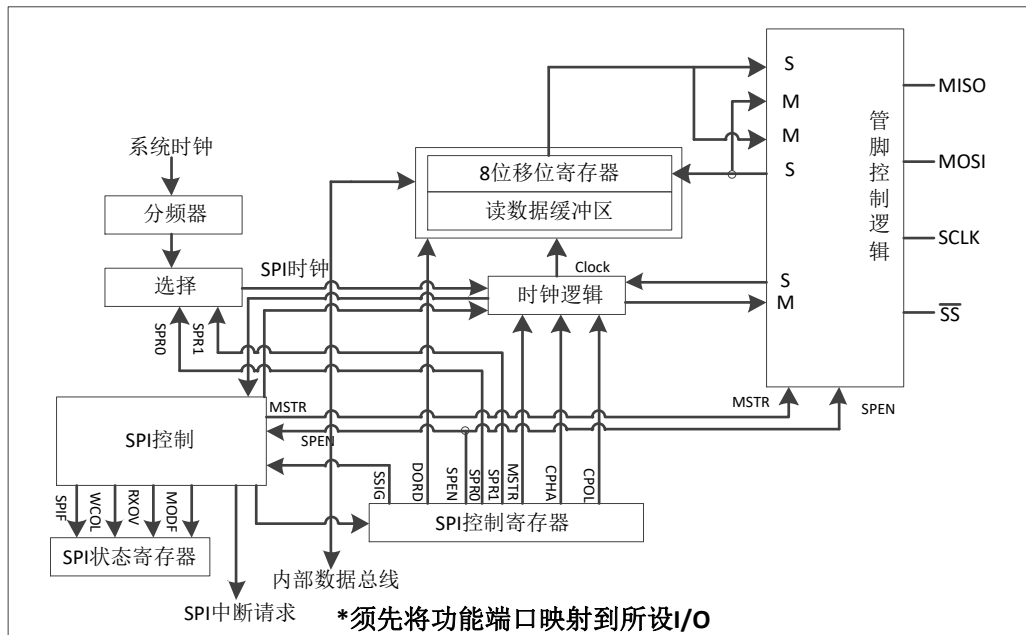 S
MISO
M
M
MOSI
S
管脚控制逻辑
SCLK
S
M
SS
系统时钟
分频器
选择
SPI时钟
8位移位寄存器
读数据缓冲区
Clock
时钟逻辑
SPR0
SPR1
MSTR
SPEN
MSTR
SPEN
SPI控制
SSIG
DORD
SPEN
SPR0
SPR1
MSTR
CPHA
CPOL
SPI控制寄存器
SPIF
WCOL
RXOV
MODF
SPI状态寄存器
SPI中断请求
内部数据总线
*须先将功能端口映射到所设I/O